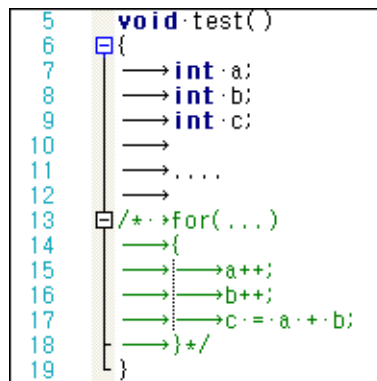 5 void test()
6 {
7 int a;
8 int b;
9 int c;
10
11 ....
12
13 /* for(...)
14 {
15 a++;
16 b++;
17 c = a + b;
18 }*/
19 }